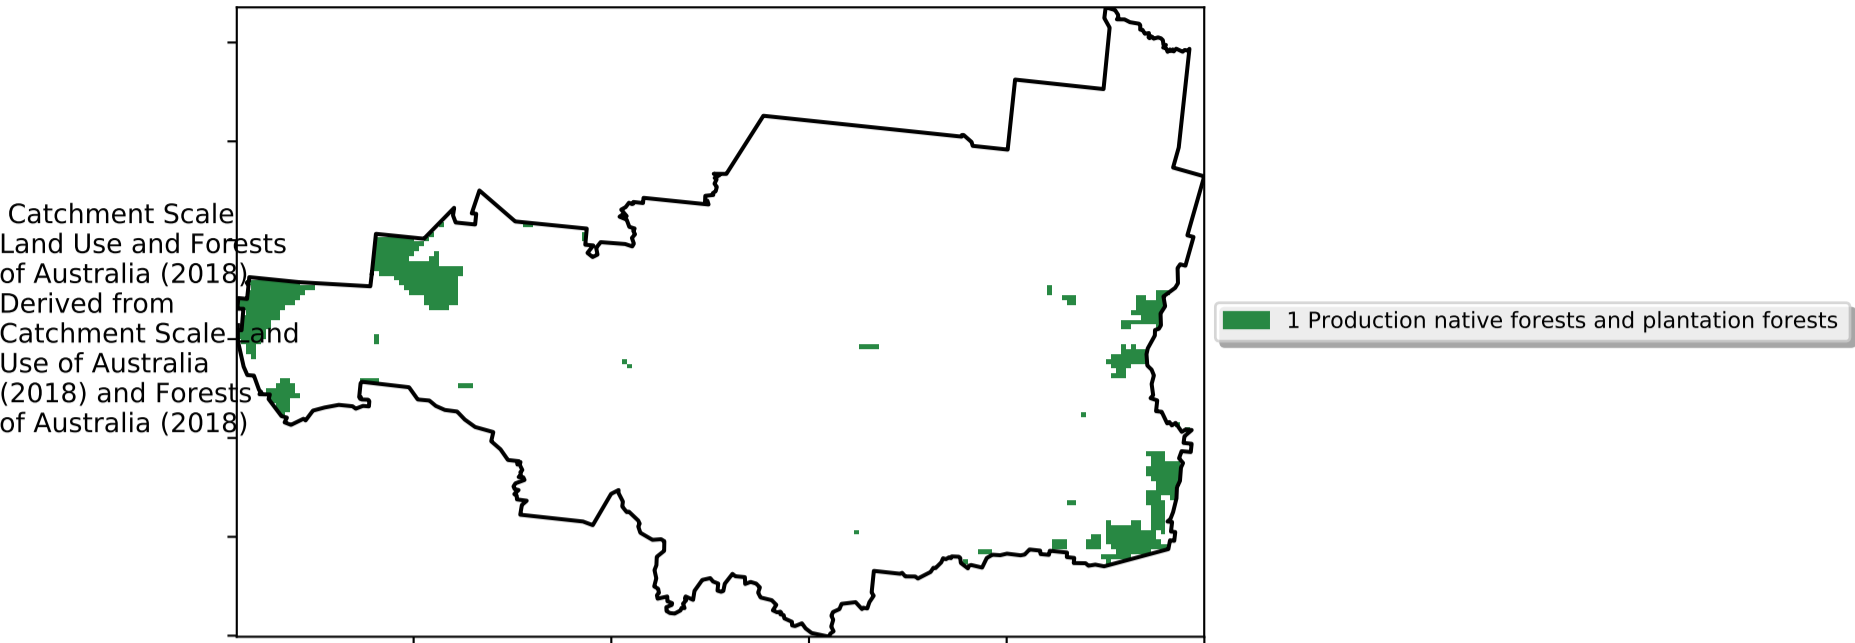 Catchment Scale
Land Use and Forests
of Australia (2018)
Derived from
Catchment Scale Land
Use of Australia
(2018) and Forests
of Australia (2018)
1 Production native forests and plantation forests